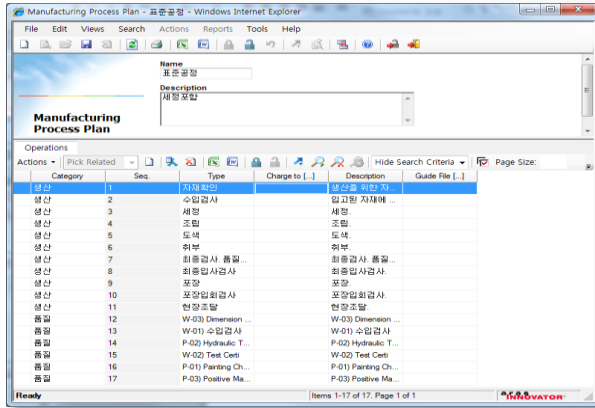 Manufacturing Process Plan - 표준공정 - Windows Internet Explorer
File Edit Views Search Actions Reports Tools Help
Name
표준공정
Description
세정포함
Manufacturing
Process Plan
Operations
Actions Pick Related Hide Search Criteria Page Size:
Category Seq. Type Charge to [...] Description Guide File [...]
생산 1 자재확인 생산을 위한 자...
생산 2 수입검사 입고된 자재에 ...
생산 3 세정 세정.
생산 4 조립 조립.
생산 5 도색 도색.
생산 6 취부 취부.
생산 7 최종검사 최종검사. 품질...
생산 8 최종입사검사 최종입사검사.
생산 9 포장 포장.
생산 10 포장입회검사 포장입회검사.
생산 11 현장조달 현장조달.
품질 12 W-03) Dimension ... W-03) Dimension ...
품질 13 W-01) 수입검사 W-01) 수입검사
품질 14 P-02) Hydraulic T... P-02) Hydraulic T...
품질 15 W-02) Test Certi W-02) Test Certi
품질 16 P-01) Painting Ch... P-01) Painting Ch...
품질 17 P-03) Positive Ma... P-03) Positive Ma...
Ready Items 1-17 of 17. Page 1 of 1 aras INNOVATOR